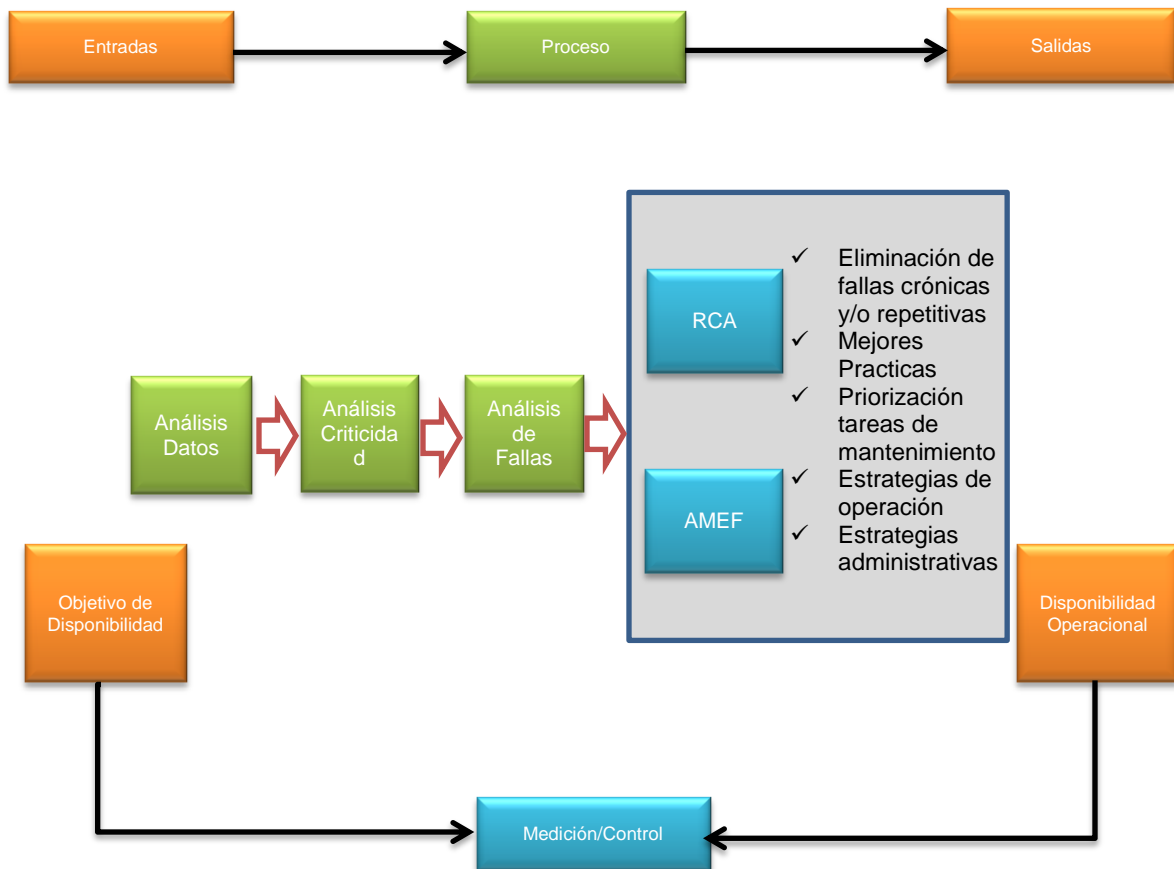 Entradas
Proceso
Salidas
RCA
✓ Eliminación de
fallas crónicas
y/o repetitivas
✓ Mejores
Practicas
✓ Priorización
tareas de
mantenimiento
✓ Estrategias de
operación
✓ Estrategias
administrativas
Análisis
Datos
Análisis
Criticida
d
Análisis
de
Fallas
AMEF
Objetivo de
Disponibilidad
Disponibilidad
Operacional
Medición/Control